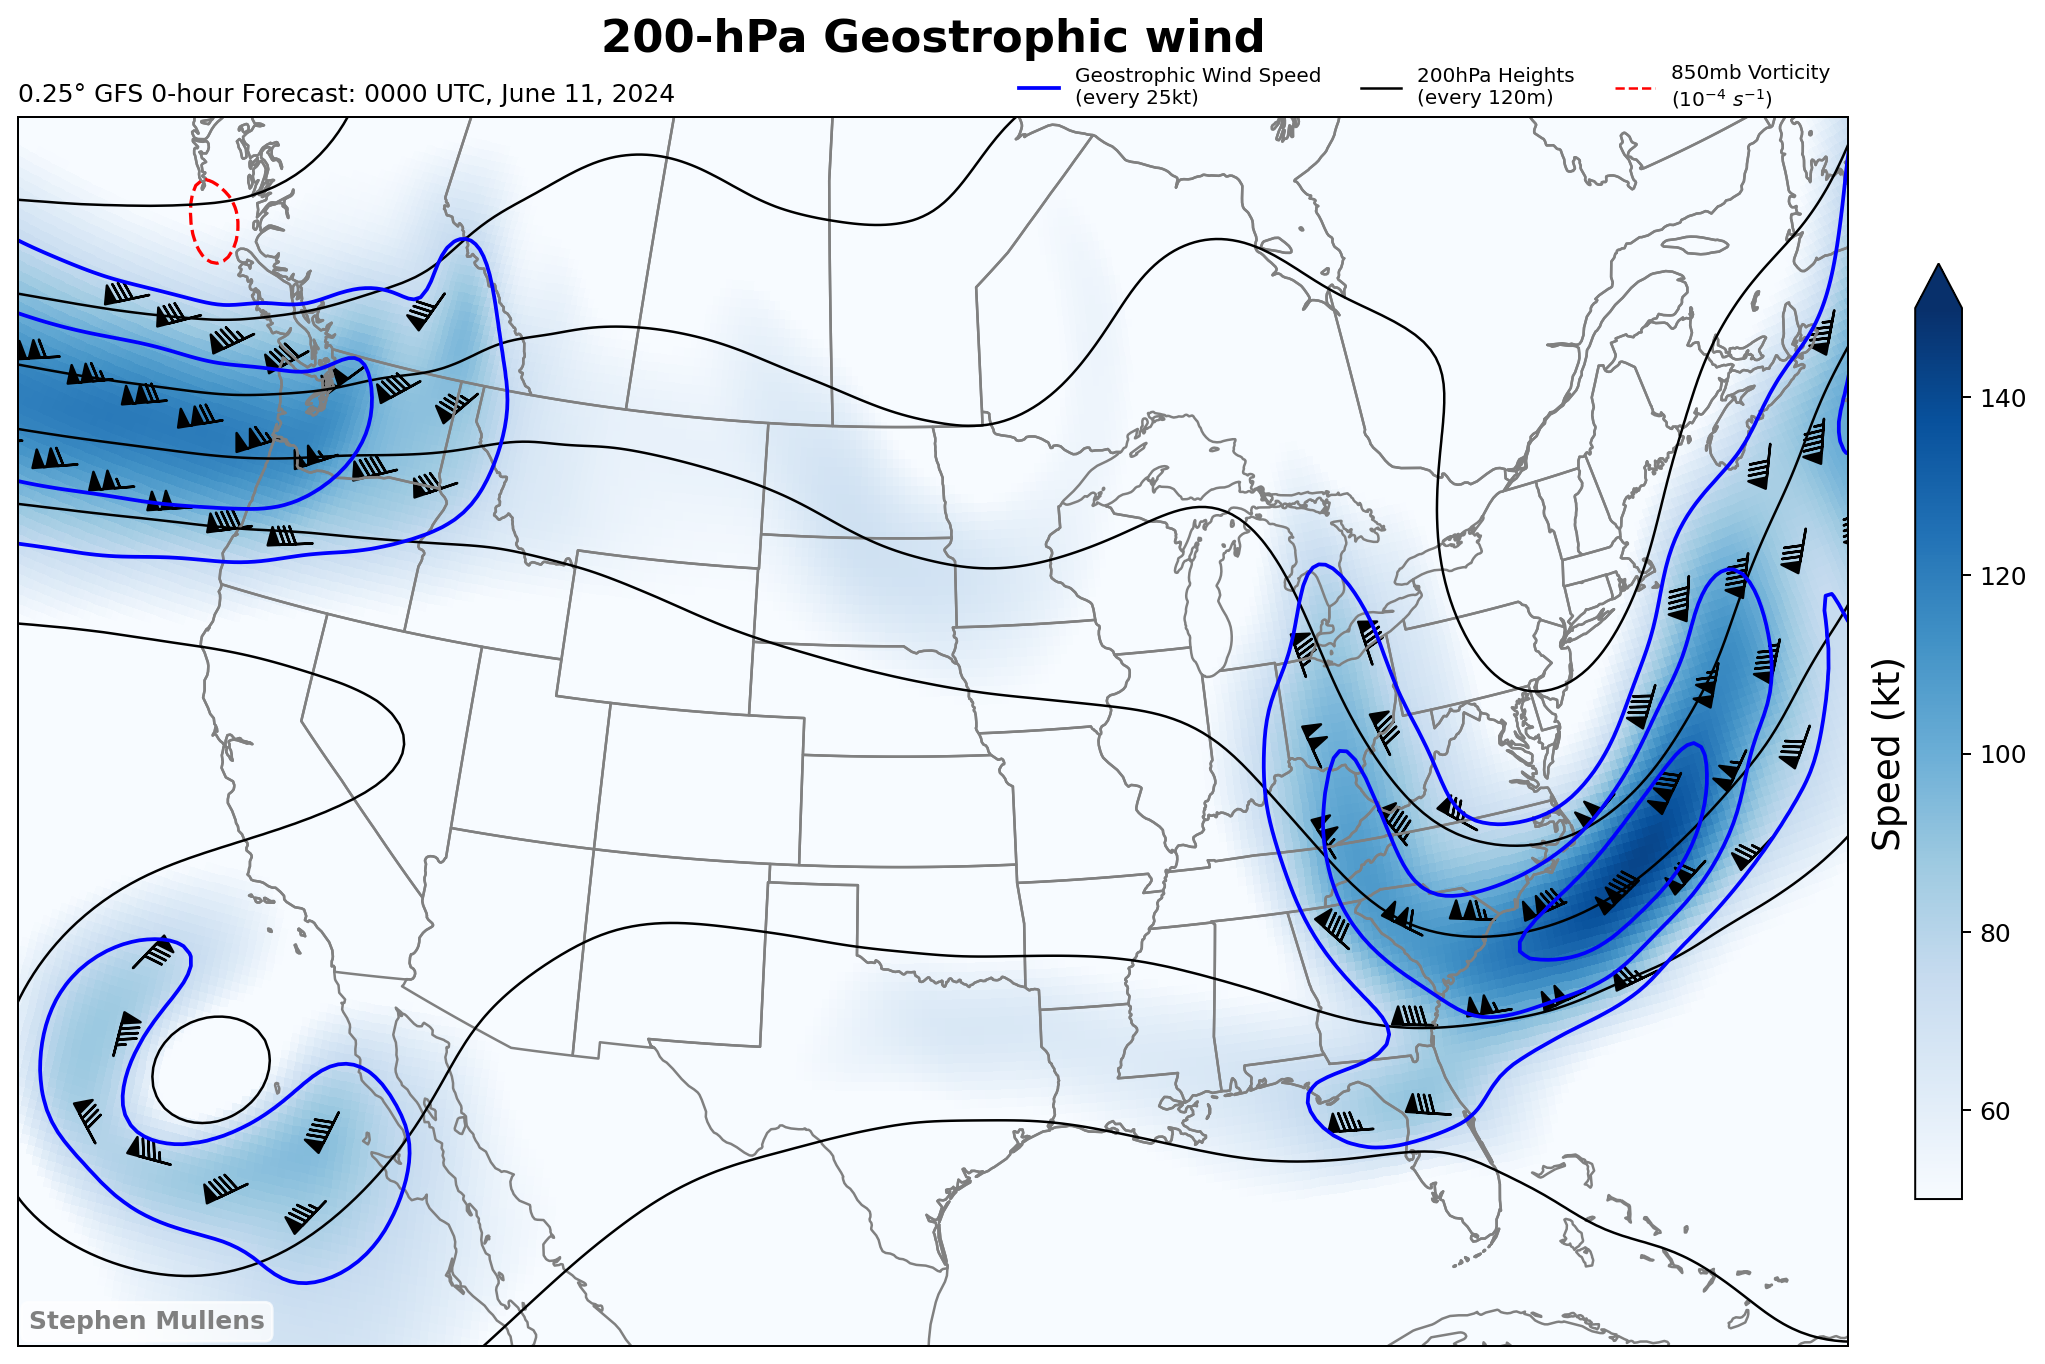 200-hPa Geostrophic wind
0.25° GFS 0-hour Forecast: 0000 UTC, June 11, 2024
Geostrophic Wind Speed
(every 25kt)
200hPa Heights
(every 120m)
850mb Vorticity
(10⁻⁴ s⁻¹)
140
120
100
80
60
Speed (kt)
Stephen Mullens